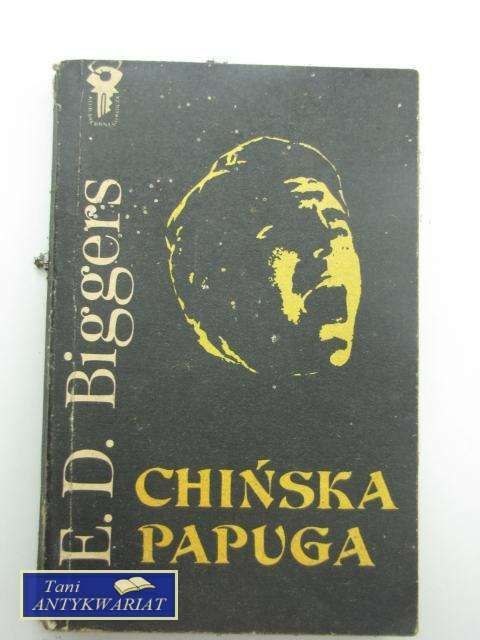 E. D. Biggers
CHIŃSKA
PAPUGA
Tani
ANTYKWARIAT